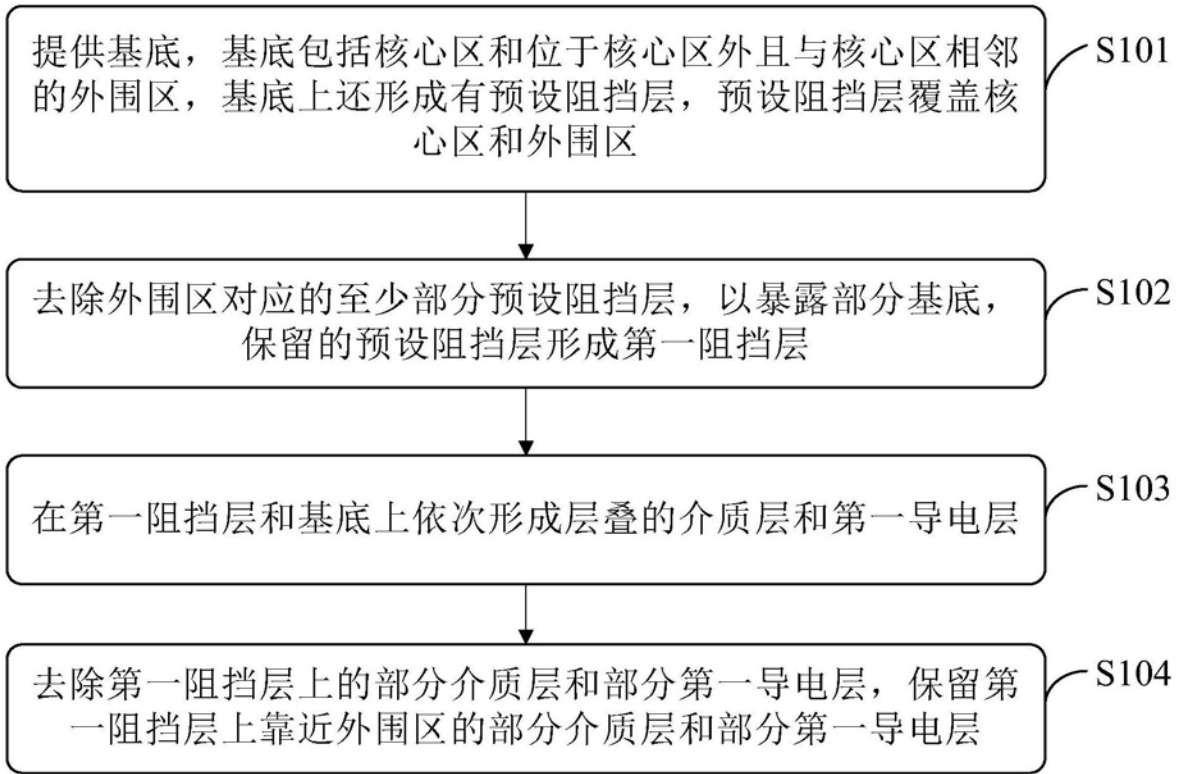 提供基底，基底包括核心区和位于核心区外且与核心区相邻
的外围区，基底上还形成有预设阻挡层，预设阻挡层覆盖核
心区和外围区
S101
去除外围区对应的至少部分预设阻挡层，以暴露部分基底，
保留的预设阻挡层形成第一阻挡层
S102
在第一阻挡层和基底上依次形成层叠的介质层和第一导电层
S103
去除第一阻挡层上的部分介质层和部分第一导电层，保留第
一阻挡层上靠近外围区的部分介质层和部分第一导电层
S104